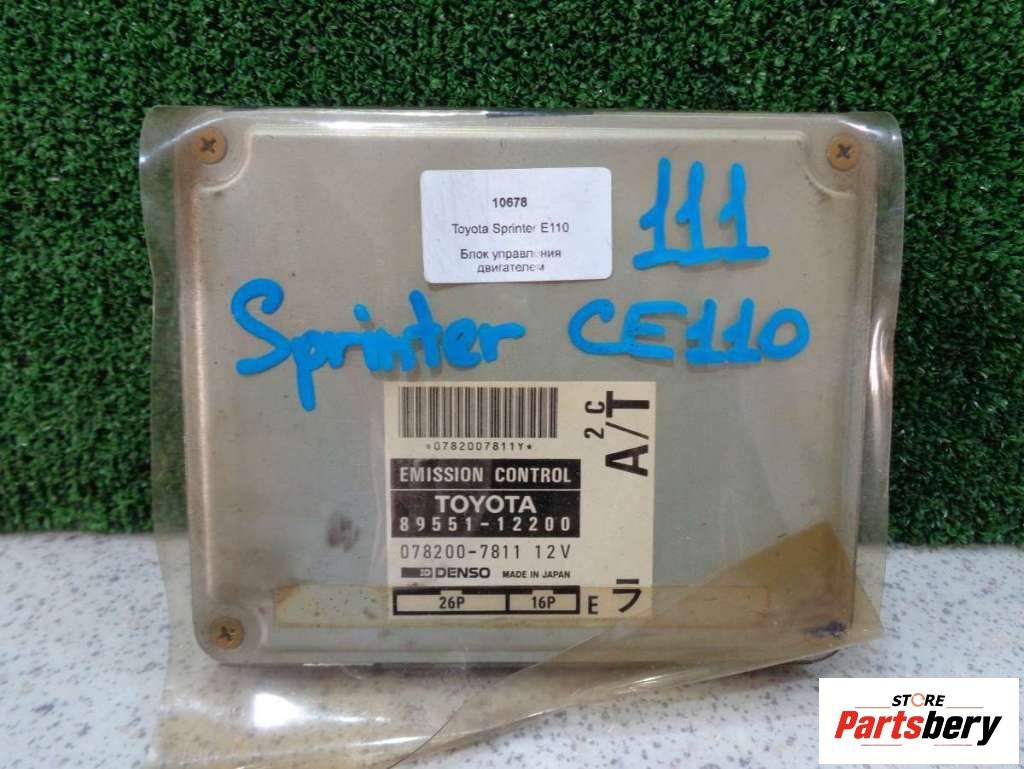 10678
Toyota Sprinter E110
Блок управления
двигателем
111
Sprinter CE110
*0782007811Y*
EMISSION CONTROL
TOYOTA
89551-12200
078200-7811 12V
DENSO MADE IN JAPAN
26P 16P
E フ
2C
A/T
STORE
Partsbery